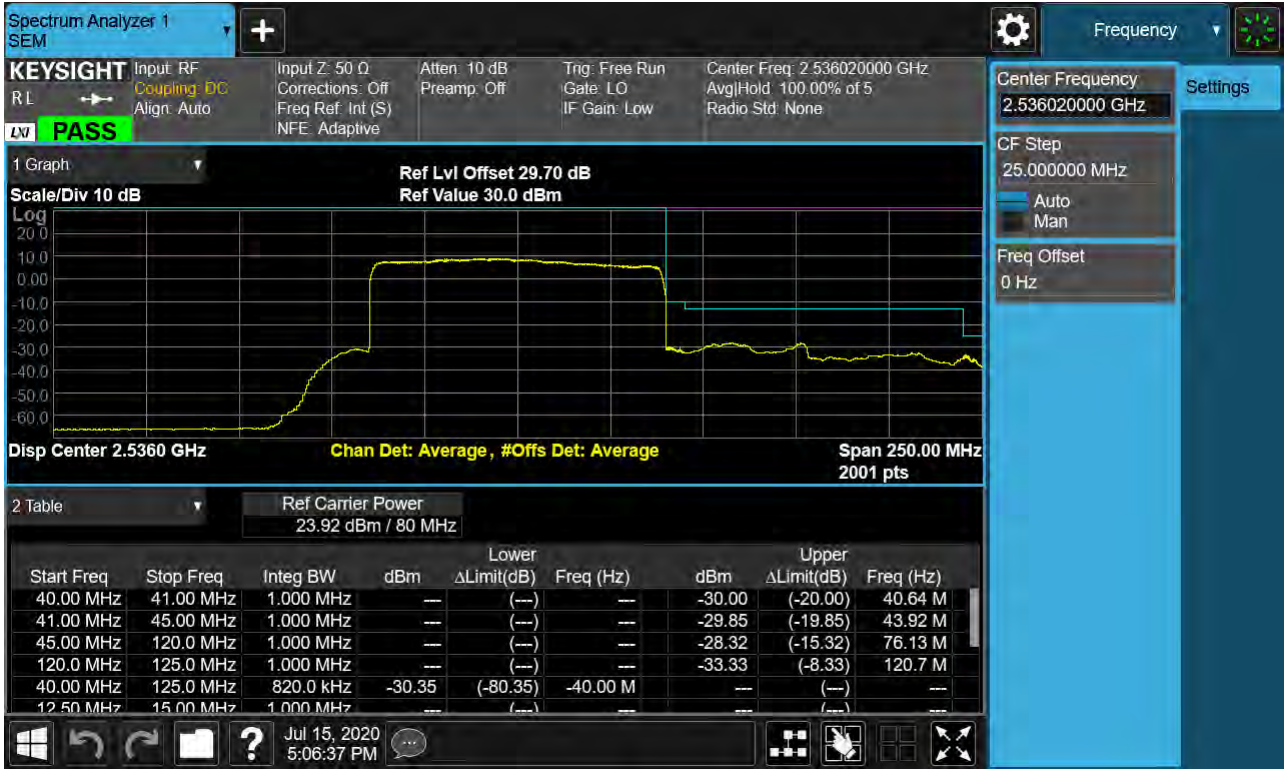 Spectrum Analyzer 1
SEM
Frequency
KEYSIGHT
R L
LXI
PASS
Input: RF
Coupling: DC
Align: Auto
Input Z: 50 Ω
Corrections: Off
Freq Ref: Int (S)
NFE: Adaptive
Atten: 10 dB
Preamp: Off
Trig: Free Run
Gate: LO
IF Gain: Low
Center Freq: 2.536020000 GHz
Avg|Hold: 100.00% of 5
Radio Std: None
Center Frequency
2.536020000 GHz
Settings
CF Step
25.000000 MHz
Auto
Man
Freq Offset
0 Hz
1 Graph
Scale/Div 10 dB
Ref Lvl Offset 29.70 dB
Ref Value 30.0 dBm
Log
20.0
10.0
0.00
-10.0
-20.0
-30.0
-40.0
-50.0
-60.0
Disp Center 2.5360 GHz
Chan Det: Average, #Offs Det: Average
Span 250.00 MHz
2001 pts
2 Table
Ref Carrier Power
23.92 dBm / 80 MHz
Lower Upper
Start Freq Stop Freq Integ BW dBm ΔLimit(dB) Freq (Hz) dBm ΔLimit(dB) Freq (Hz)
40.00 MHz 41.00 MHz 1.000 MHz --- (---) --- -30.00 (-20.00) 40.64 M
41.00 MHz 45.00 MHz 1.000 MHz --- (---) --- -29.85 (-19.85) 43.92 M
45.00 MHz 120.0 MHz 1.000 MHz --- (---) --- -28.32 (-15.32) 76.13 M
120.0 MHz 125.0 MHz 1.000 MHz --- (---) --- -33.33 (-8.33) 120.7 M
40.00 MHz 125.0 MHz 820.0 kHz -30.35 (-80.35) -40.00 M --- (---) ---
12.50 MHz 15.00 MHz 1.000 MHz --- (---) --- --- (---) ---
Jul 15, 2020
5:06:37 PM